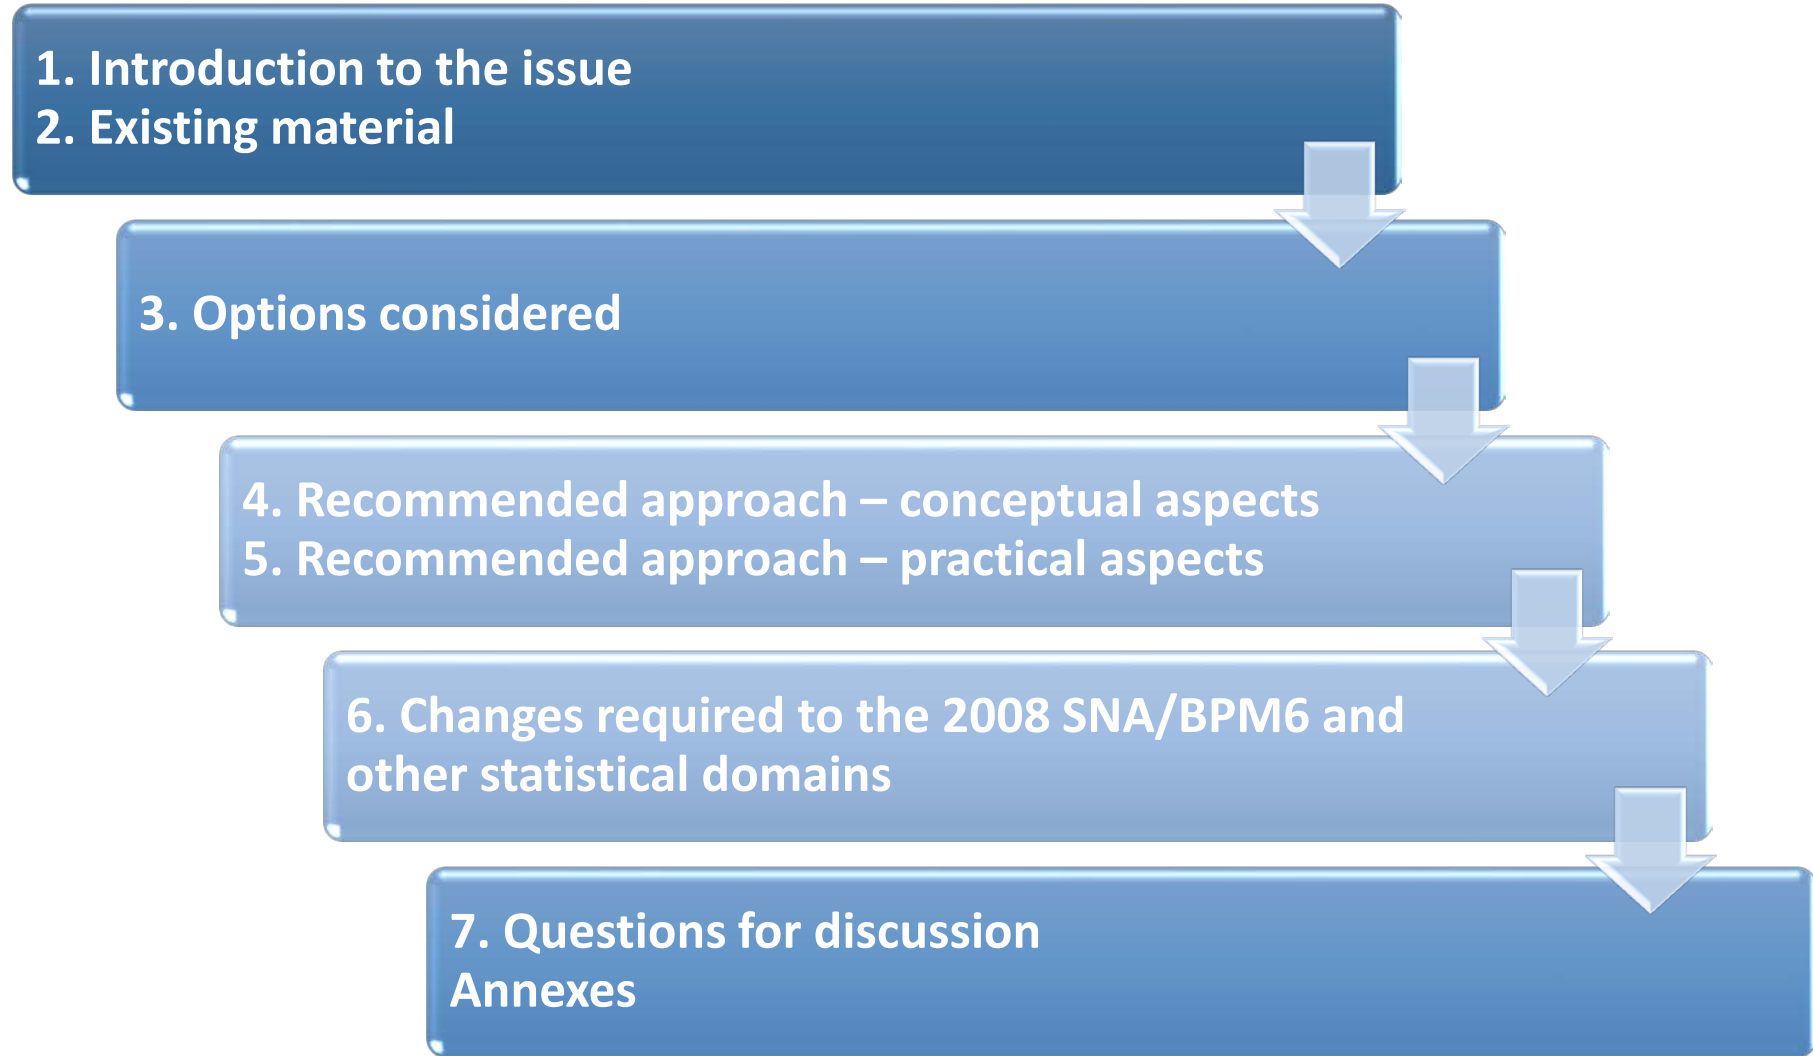 1. Introduction to the issue
2. Existing material
3. Options considered
4. Recommended approach – conceptual aspects
5. Recommended approach – practical aspects
6. Changes required to the 2008 SNA/BPM6 and
other statistical domains
7. Questions for discussion
Annexes